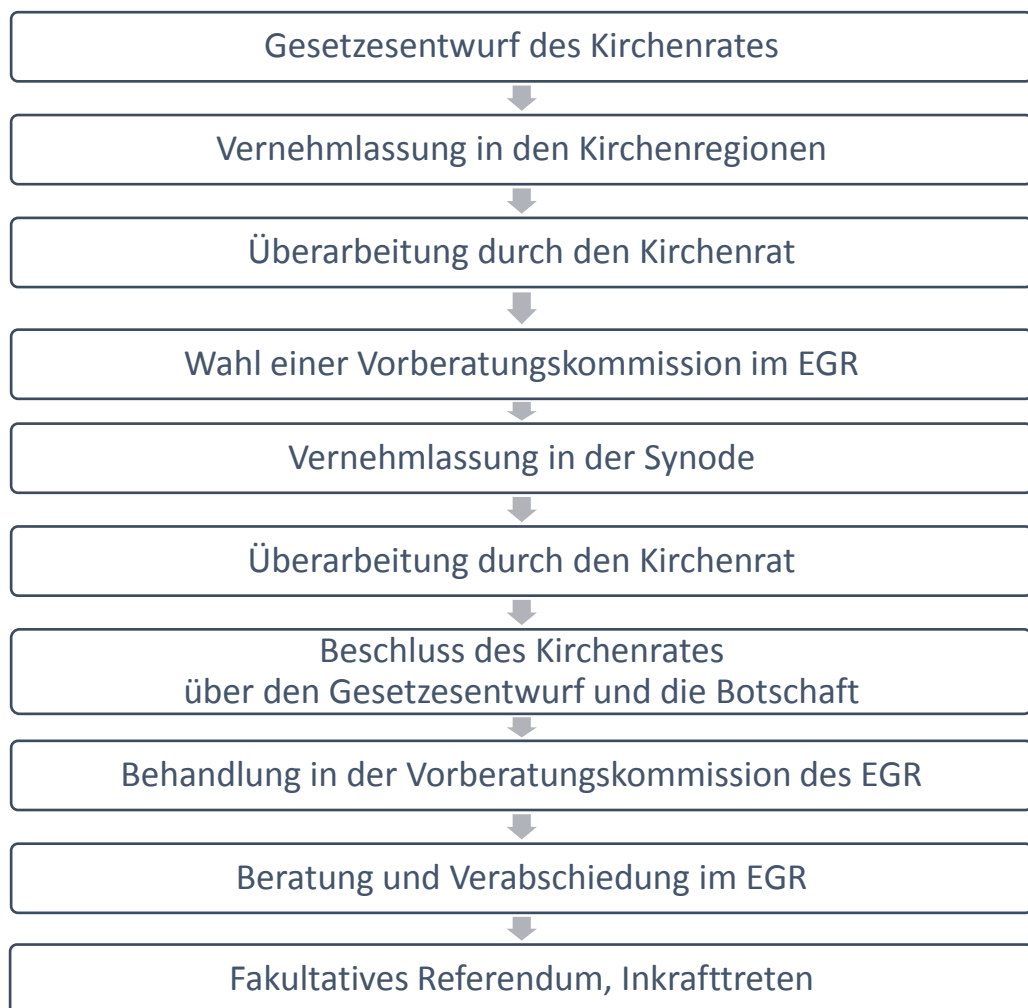 Gesetzesentwurf des Kirchenrates
Vernehmlassung in den Kirchenregionen
Überarbeitung durch den Kirchenrat
Wahl einer Vorberatungskommission im EGR
Vernehmlassung in der Synode
Überarbeitung durch den Kirchenrat
Beschluss des Kirchenrates
über den Gesetzesentwurf und die Botschaft
Behandlung in der Vorberatungskommission des EGR
Beratung und Verabschiedung im EGR
Fakultatives Referendum, Inkrafttreten